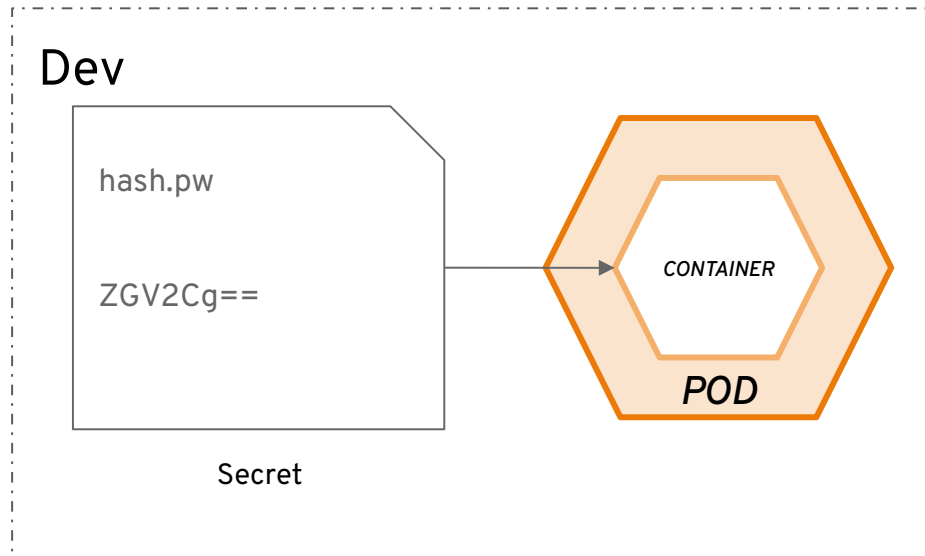 Dev
hash.pw
ZGV2Cg==
Secret
CONTAINER
POD